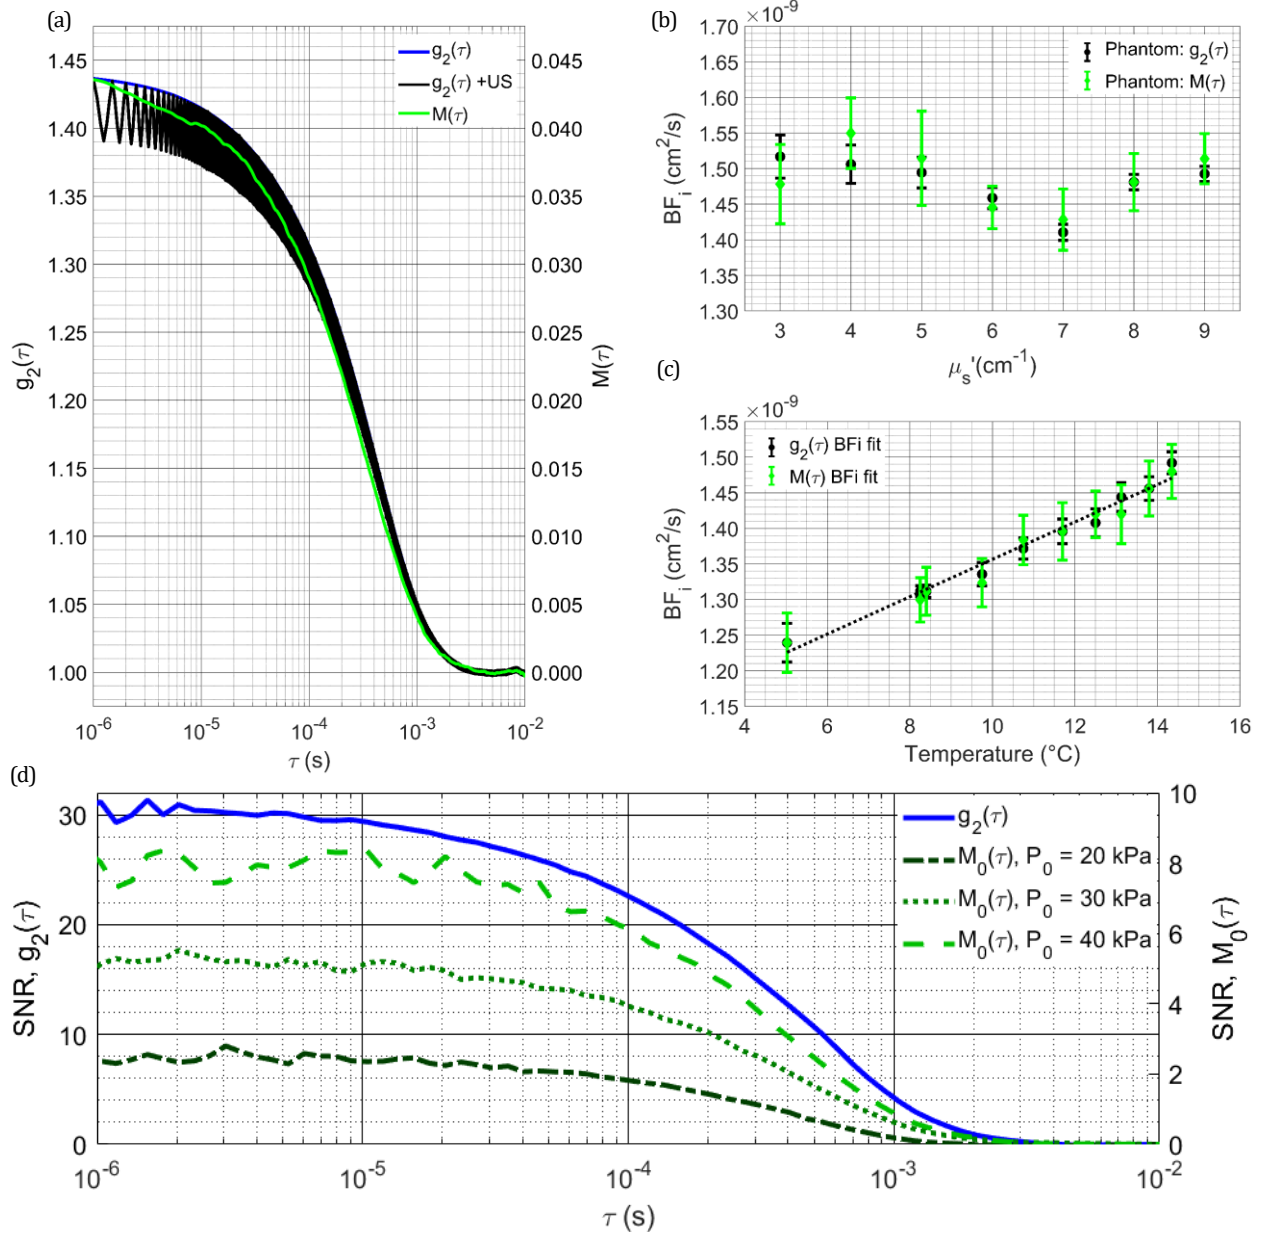 (a)
1.45
1.40
1.35
1.30
1.25
1.20
1.15
1.10
1.05
1.00
g₂(τ)
0.045
0.040
0.035
0.030
0.025
0.020
0.015
0.010
0.005
0.000
M(τ)
g₂(τ)
g₂(τ) +US
M(τ)
10⁻⁶
10⁻⁵
10⁻⁴
10⁻³
10⁻²
τ (s)
(b)
×10⁻⁹
1.70
1.65
1.60
1.55
1.50
1.45
1.40
1.35
1.30
BFᵢ (cm²/s)
Phantom: g₂(τ)
Phantom: M(τ)
3
4
5
6
7
8
9
μₛ'(cm⁻¹)
(c)
×10⁻⁹
1.55
1.50
1.45
1.40
1.35
1.30
1.25
1.20
1.15
BFᵢ (cm²/s)
g₂(τ) BFi fit
M(τ) BFi fit
4
6
8
10
12
14
16
Temperature (°C)
(d)
30
20
10
0
SNR, g₂(τ)
10
8
6
4
2
0
SNR, M₀(τ)
g₂(τ)
M₀(τ), P₀ = 20 kPa
M₀(τ), P₀ = 30 kPa
M₀(τ), P₀ = 40 kPa
10⁻⁶
10⁻⁵
10⁻⁴
10⁻³
10⁻²
τ (s)